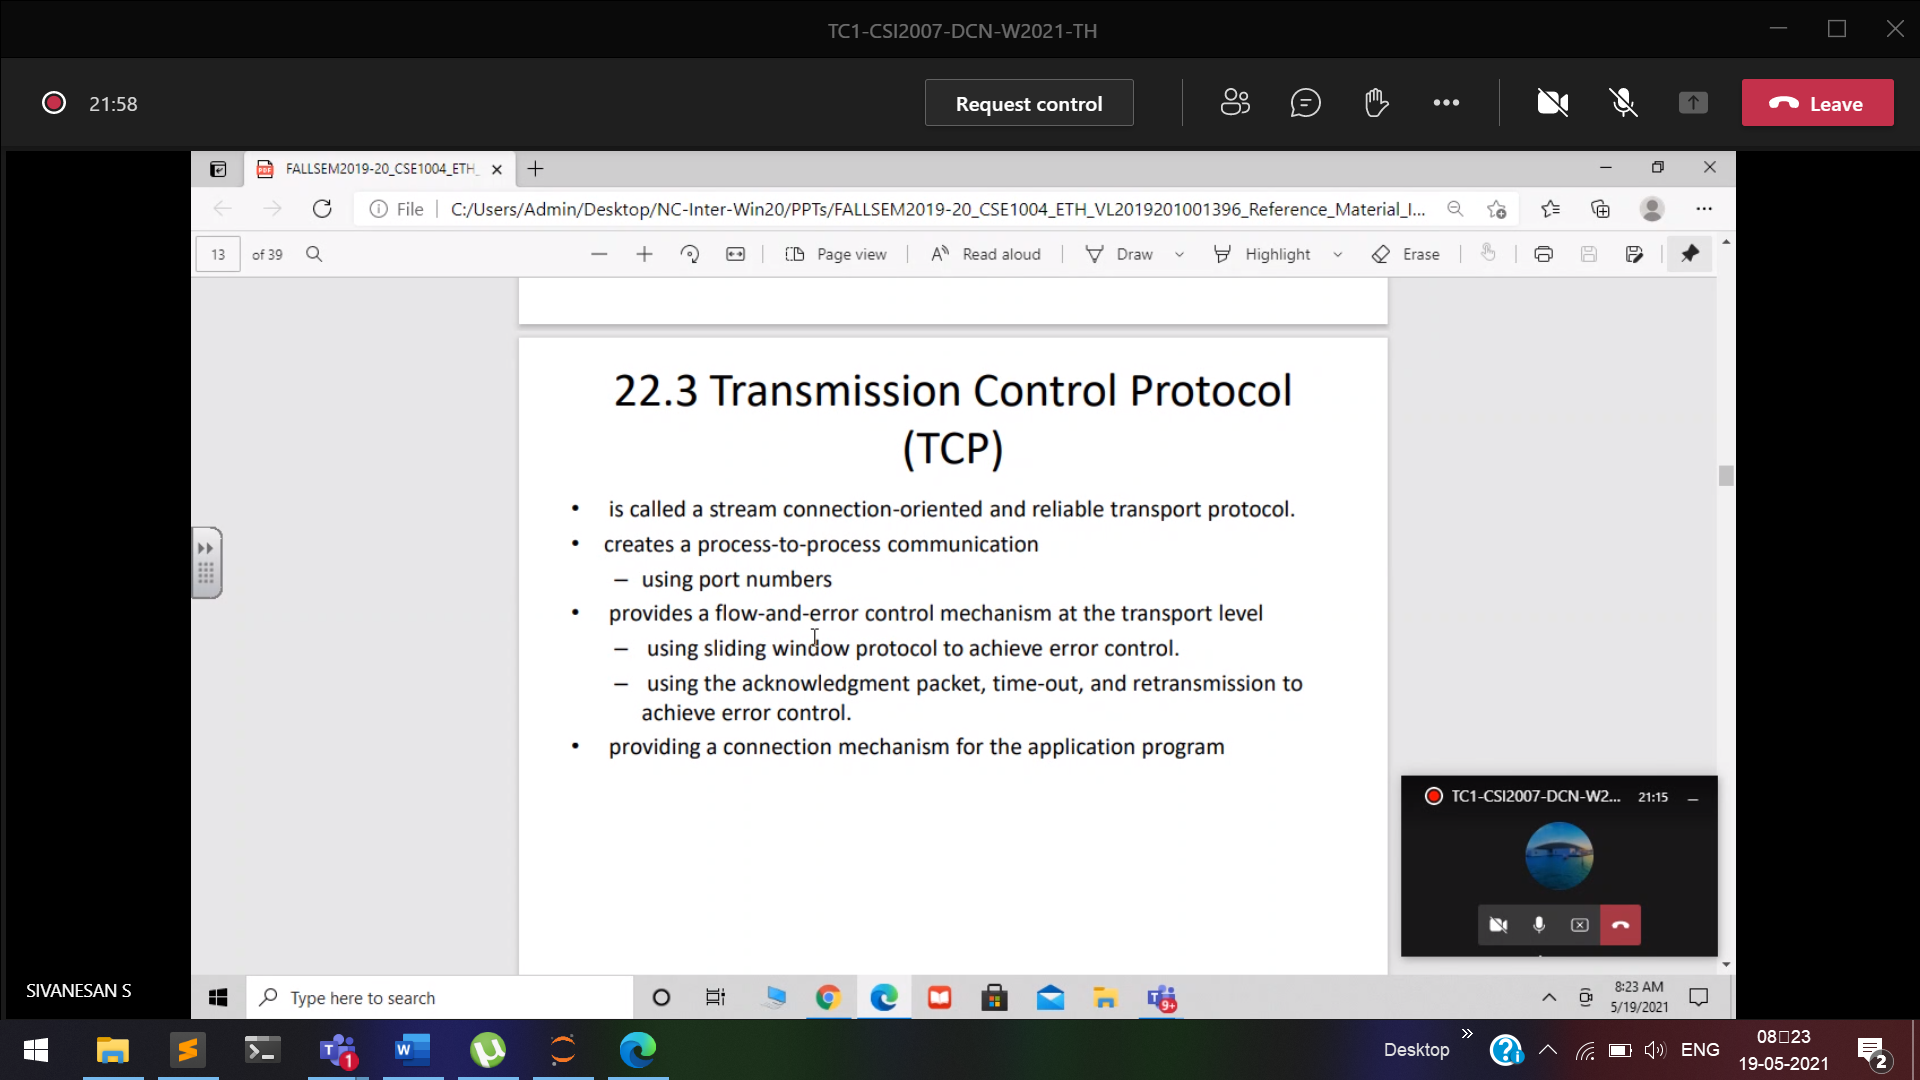 TC1-CSI2007-DCN-W2021-TH
21:58
Request control
Leave
FALLSEM2019-20_CSE1004_ETH_
File
C:/Users/Admin/Desktop/NC-Inter-Win20/PPTs/FALLSEM2019-20_CSE1004_ETH_VL2019201001396_Reference_Material_I...
13 of 39
Page view
Read aloud
Draw
Highlight
Erase
22.3 Transmission Control Protocol
(TCP)
• is called a stream connection-oriented and reliable transport protocol.
• creates a process-to-process communication
– using port numbers
• provides a flow-and-error control mechanism at the transport level
– using sliding window protocol to achieve error control.
– using the acknowledgment packet, time-out, and retransmission to
achieve error control.
• providing a connection mechanism for the application program
TC1-CSI2007-DCN-W2... 21:15
SIVANESAN S
Type here to search
9+
8:23 AM
5/19/2021
1
Desktop
ENG
08□23
19-05-2021
2